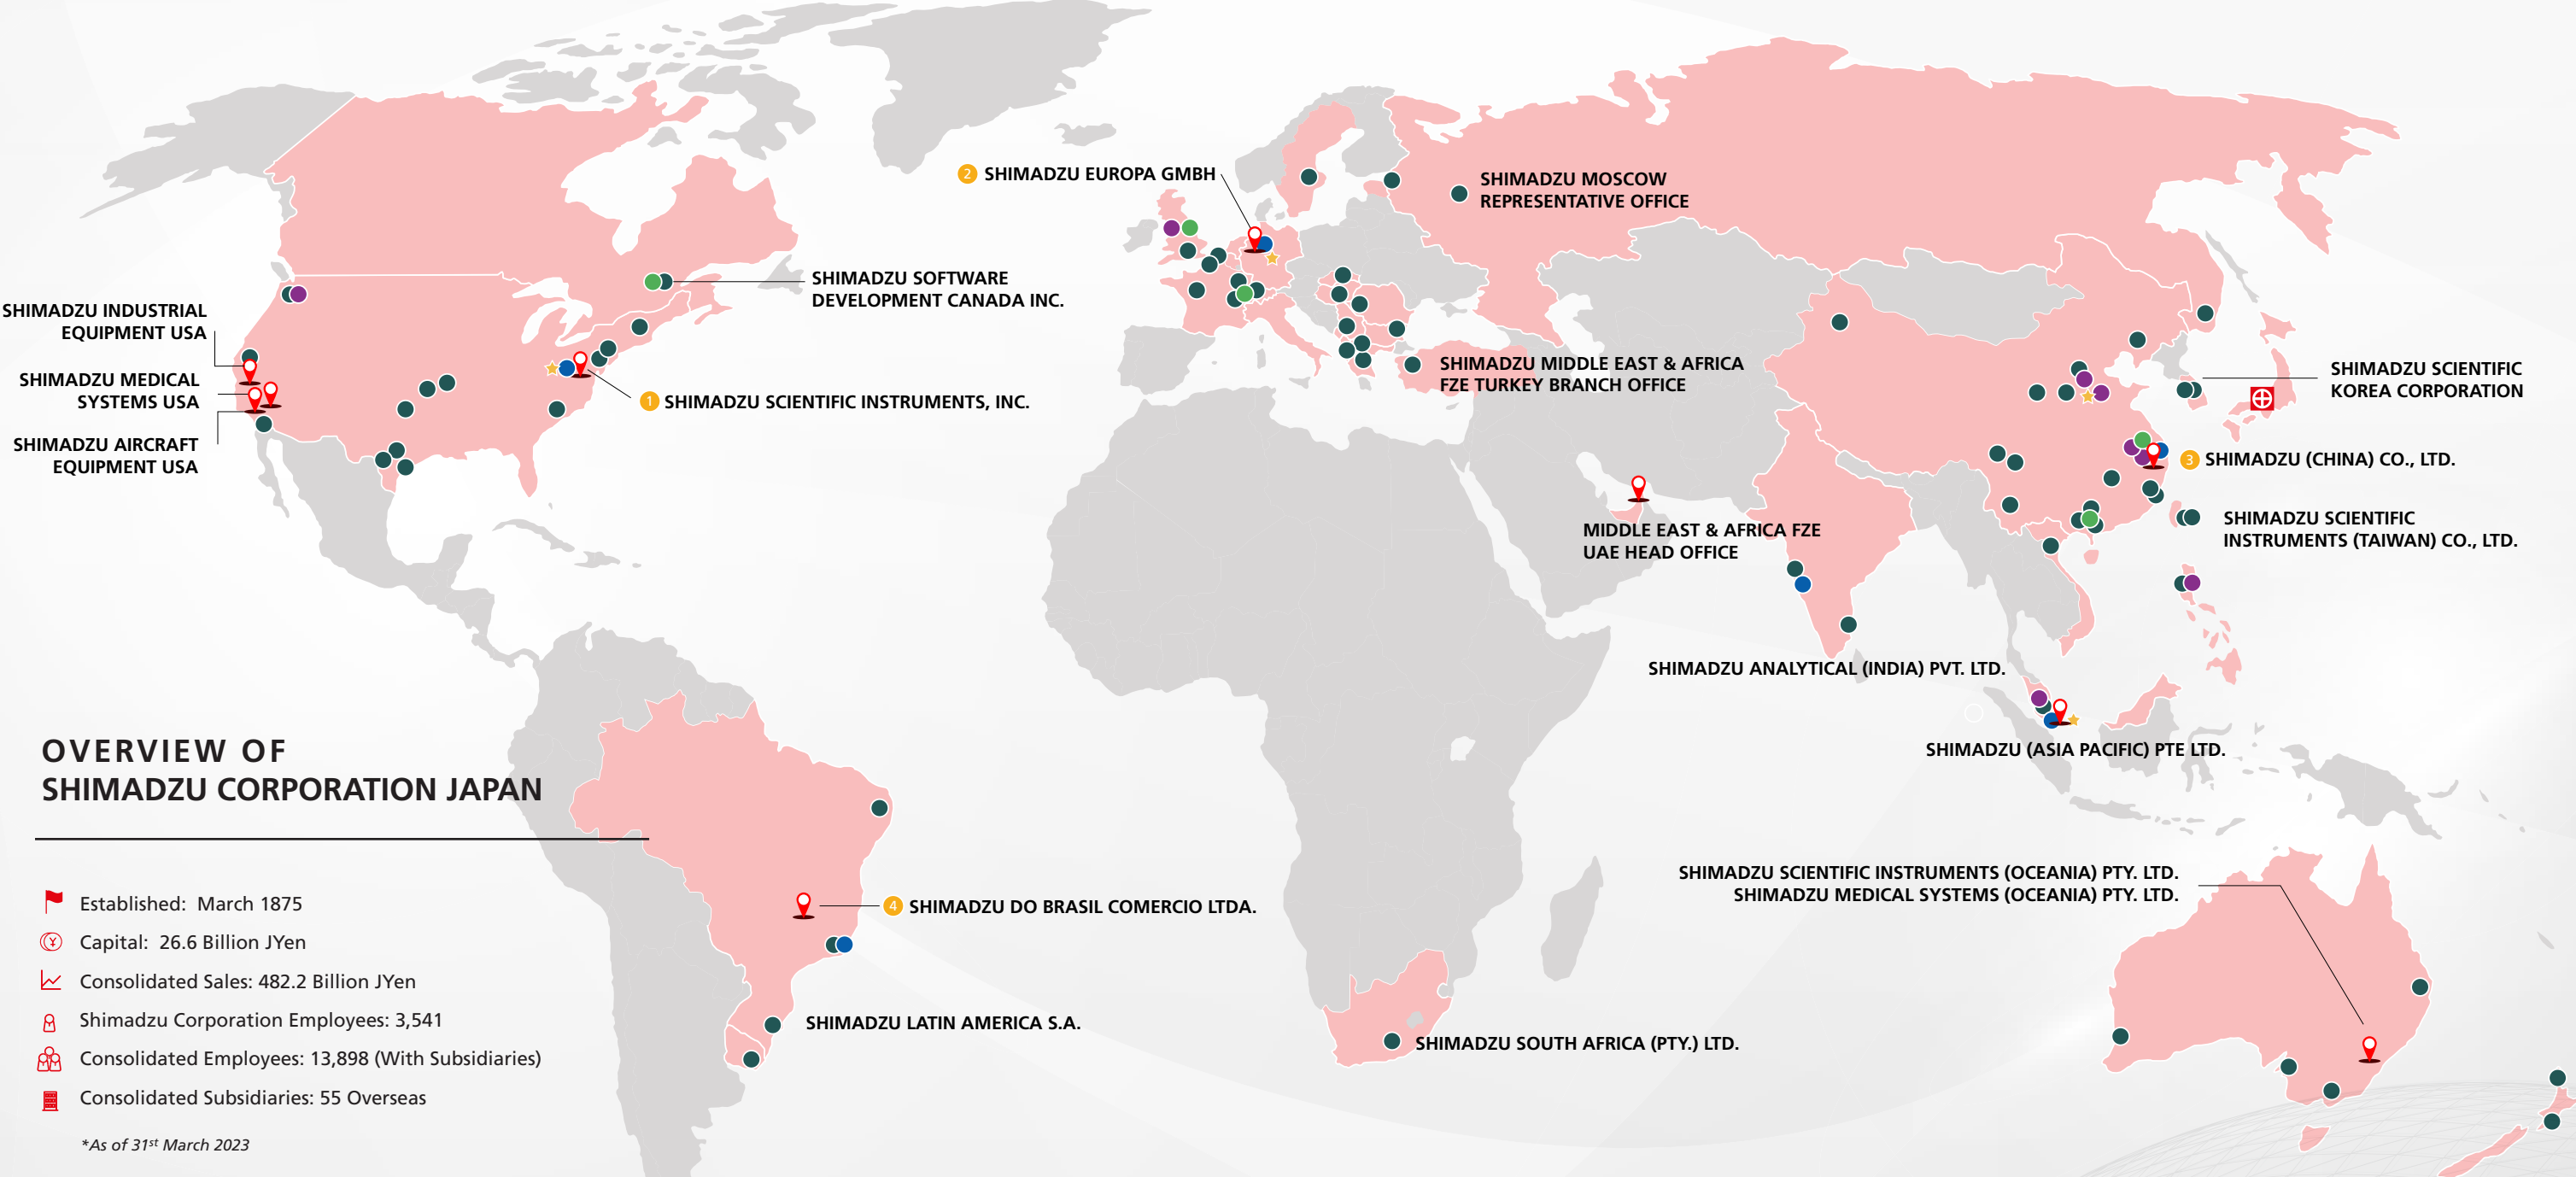 2 SHIMADZU EUROPA GMBH
SHIMADZU MOSCOW
REPRESENTATIVE OFFICE
SHIMADZU SOFTWARE
DEVELOPMENT CANADA INC.
SHIMADZU INDUSTRIAL
EQUIPMENT USA
SHIMADZU MEDICAL
SYSTEMS USA
SHIMADZU AIRCRAFT
EQUIPMENT USA
1 SHIMADZU SCIENTIFIC INSTRUMENTS, INC.
SHIMADZU MIDDLE EAST & AFRICA
FZE TURKEY BRANCH OFFICE
SHIMADZU SCIENTIFIC
KOREA CORPORATION
3 SHIMADZU (CHINA) CO., LTD.
SHIMADZU SCIENTIFIC
INSTRUMENTS (TAIWAN) CO., LTD.
MIDDLE EAST & AFRICA FZE
UAE HEAD OFFICE
SHIMADZU ANALYTICAL (INDIA) PVT. LTD.
SHIMADZU (ASIA PACIFIC) PTE LTD.
SHIMADZU SCIENTIFIC INSTRUMENTS (OCEANIA) PTY. LTD.
SHIMADZU MEDICAL SYSTEMS (OCEANIA) PTY. LTD.
4 SHIMADZU DO BRASIL COMERCIO LTDA.
SHIMADZU LATIN AMERICA S.A.
SHIMADZU SOUTH AFRICA (PTY.) LTD.
OVERVIEW OF
SHIMADZU CORPORATION JAPAN
Established: March 1875
¥
Capital: 26.6 Billion JYen
Consolidated Sales: 482.2 Billion JYen
Shimadzu Corporation Employees: 3,541
Consolidated Employees: 13,898 (With Subsidiaries)
Consolidated Subsidiaries: 55 Overseas
*As of 31st March 2023